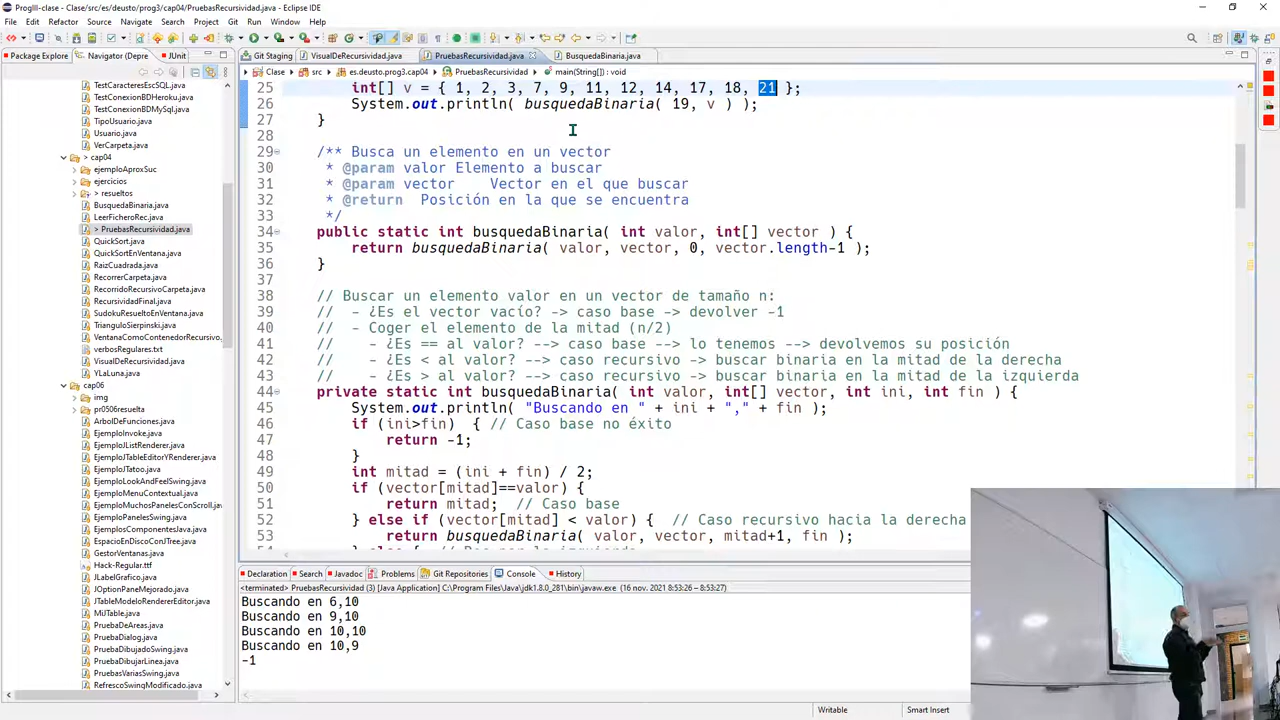 ProgIII-clase - Clase/src/es/deusto/prog3/cap04/PruebasRecursividad.java - Eclipse IDE
File Edit Refactor Source Navigate Search Project Git Run Window Help
Package Explore Navigator (Depre JUnit
Git Staging VisualDeRecursividad.java PruebasRecursividad.java BusquedaBinaria.java
Clase src es.deusto.prog3.cap04 PruebasRecursividad main(String[]) : void
TestCaracteresEscSQL.java
TestConexionBDHeroku.java
TestConexionBDMySql.java
TipoUsuario.java
Usuario.java
VerCarpeta.java
> cap04
ejemploAproxSuc
ejercicios
> resueltos
BusquedaBinaria.java
LeerFicheroRec.java
> PruebasRecursividad.java
QuickSort.java
QuickSortEnVentana.java
RaizCuadrada.java
RecorrerCarpeta.java
RecorridoRecursivoCarpeta.java
RecursividadFinal.java
SudokuResueltoEnVentana.java
TrianguloSierpinski.java
VentanaComoContenedorRecursivo.
verbosRegulares.txt
VisualDeRecursividad.java
YLaLuna.java
cap06
img
pr0506resuelta
ArbolDeFunciones.java
EjemploInvoke.java
EjemploJListRenderer.java
EjemploJTableEditorYRenderer.java
EjemploJTatoo.java
EjemploLookAndFeelSwing.java
EjemploMenuContextual.java
EjemploMuchosPanelesConScroll.java
EjemploPanelesSwing.java
EjemplosComponentesJava.java
EspacioEnDiscoConJTree.java
GestorVentanas.java
Hack-Regular.ttf
JLabelGrafico.java
JOptionPaneMejorado.java
JTableModeloRendererEditor.java
MiJTable.java
PruebaDeAreas.java
PruebaDialog.java
PruebaDibujadoSwing.java
PruebaDibujarLinea.java
PruebasVariasSwing.java
RefrescoSwingModificado.java
25 int[] v = { 1, 2, 3, 7, 9, 11, 12, 14, 17, 18, 21 };
26 System.out.println( busquedaBinaria( 19, v ) );
27 }
28
29 /** Busca un elemento en un vector
30 * @param valor Elemento a buscar
31 * @param vector Vector en el que buscar
32 * @return Posición en la que se encuentra
33 */
34 public static int busquedaBinaria( int valor, int[] vector ) {
35 return busquedaBinaria( valor, vector, 0, vector.length-1 );
36 }
37
38 // Buscar un elemento valor en un vector de tamaño n:
39 // - ¿Es el vector vacío? -> caso base -> devolver -1
40 // - Coger el elemento de la mitad (n/2)
41 // - ¿Es == al valor? --> caso base --> lo tenemos --> devolvemos su posición
42 // - ¿Es < al valor? --> caso recursivo -> buscar binaria en la mitad de la derecha
43 // - ¿Es > al valor? --> caso recursivo -> buscar binaria en la mitad de la izquierda
44 private static int busquedaBinaria( int valor, int[] vector, int ini, int fin ) {
45 System.out.println( "Buscando en " + ini + "," + fin );
46 if (ini>fin) { // Caso base no éxito
47 return -1;
48 }
49 int mitad = (ini + fin) / 2;
50 if (vector[mitad]==valor) {
51 return mitad; // Caso base
52 } else if (vector[mitad] < valor) { // Caso recursivo hacia la derecha
53 return busquedaBinaria( valor, vector, mitad+1, fin );
Declaration Search Javadoc Problems Git Repositories Console History
<terminated> PruebasRecursividad (3) [Java Application] C:\Program Files\Java\jdk1.8.0_281\bin\javaw.exe (16 nov. 2021 8:53:26 – 8:53:27)
Buscando en 6,10
Buscando en 9,10
Buscando en 10,10
Buscando en 10,9
-1
Writable Smart Insert